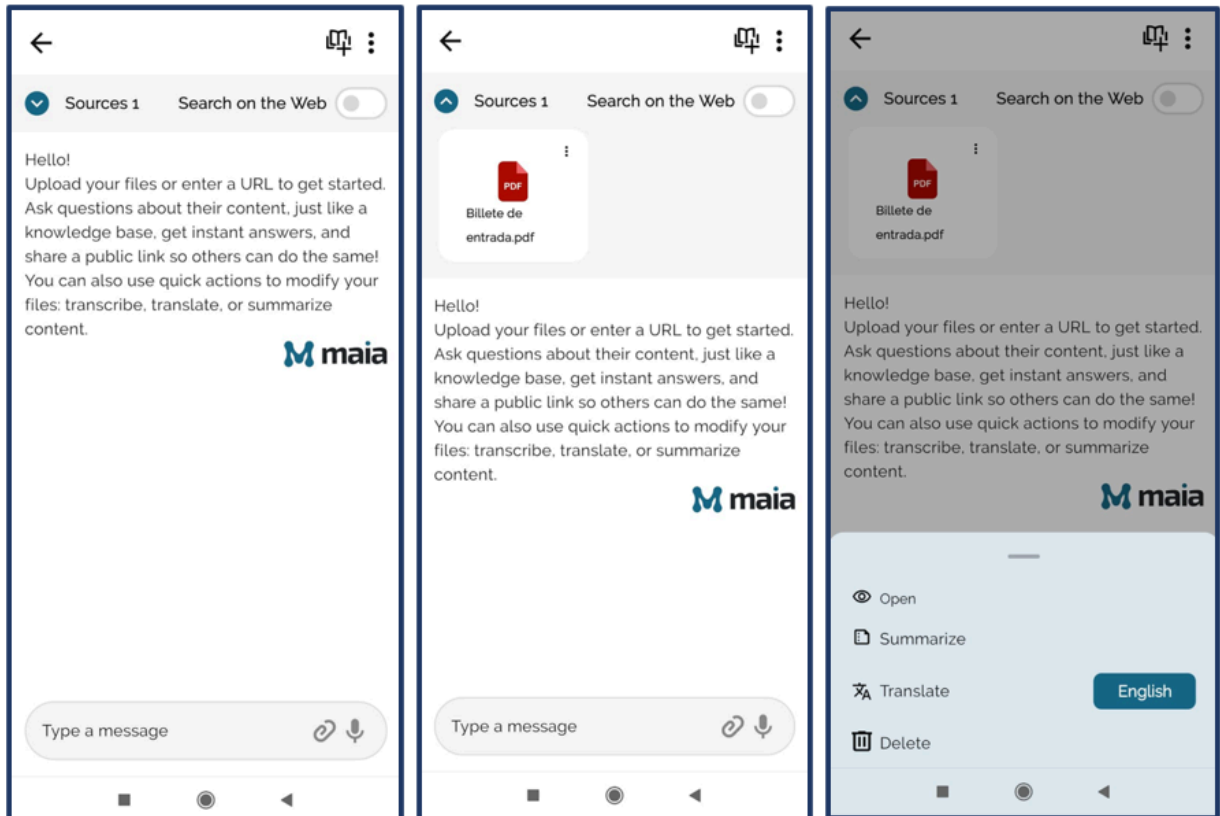 Sources 1 Search on the Web
Hello!
Upload your files or enter a URL to get started.
Ask questions about their content, just like a
knowledge base, get instant answers, and
share a public link so others can do the same!
You can also use quick actions to modify your
files: transcribe, translate, or summarize
content.
maia
Type a message
Sources 1 Search on the Web
PDF
Billete de
entrada.pdf
Hello!
Upload your files or enter a URL to get started.
Ask questions about their content, just like a
knowledge base, get instant answers, and
share a public link so others can do the same!
You can also use quick actions to modify your
files: transcribe, translate, or summarize
content.
maia
Type a message
Sources 1 Search on the Web
PDF
Billete de
entrada.pdf
Hello!
Upload your files or enter a URL to get started.
Ask questions about their content, just like a
knowledge base, get instant answers, and
share a public link so others can do the same!
You can also use quick actions to modify your
files: transcribe, translate, or summarize
content.
maia
Open
Summarize
Translate English
Delete